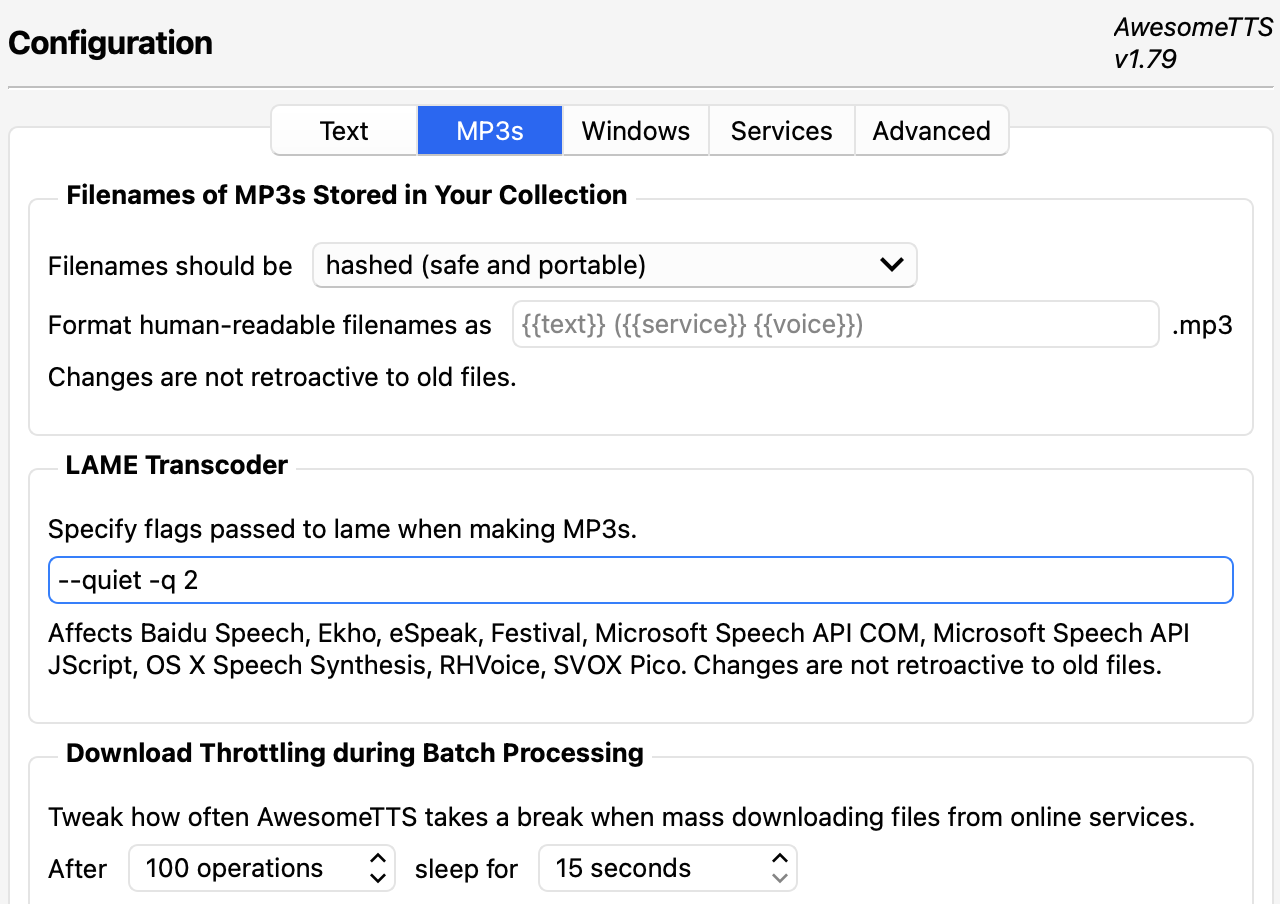 Configuration
AwesomeTTS
v1.79
Text MP3s Windows Services Advanced
Filenames of MP3s Stored in Your Collection
Filenames should be hashed (safe and portable)
Format human-readable filenames as {{text}} ({{service}} {{voice}}) .mp3
Changes are not retroactive to old files.
LAME Transcoder
Specify flags passed to lame when making MP3s.
--quiet -q 2
Affects Baidu Speech, Ekho, eSpeak, Festival, Microsoft Speech API COM, Microsoft Speech API
JScript, OS X Speech Synthesis, RHVoice, SVOX Pico. Changes are not retroactive to old files.
Download Throttling during Batch Processing
Tweak how often AwesomeTTS takes a break when mass downloading files from online services.
After 100 operations sleep for 15 seconds